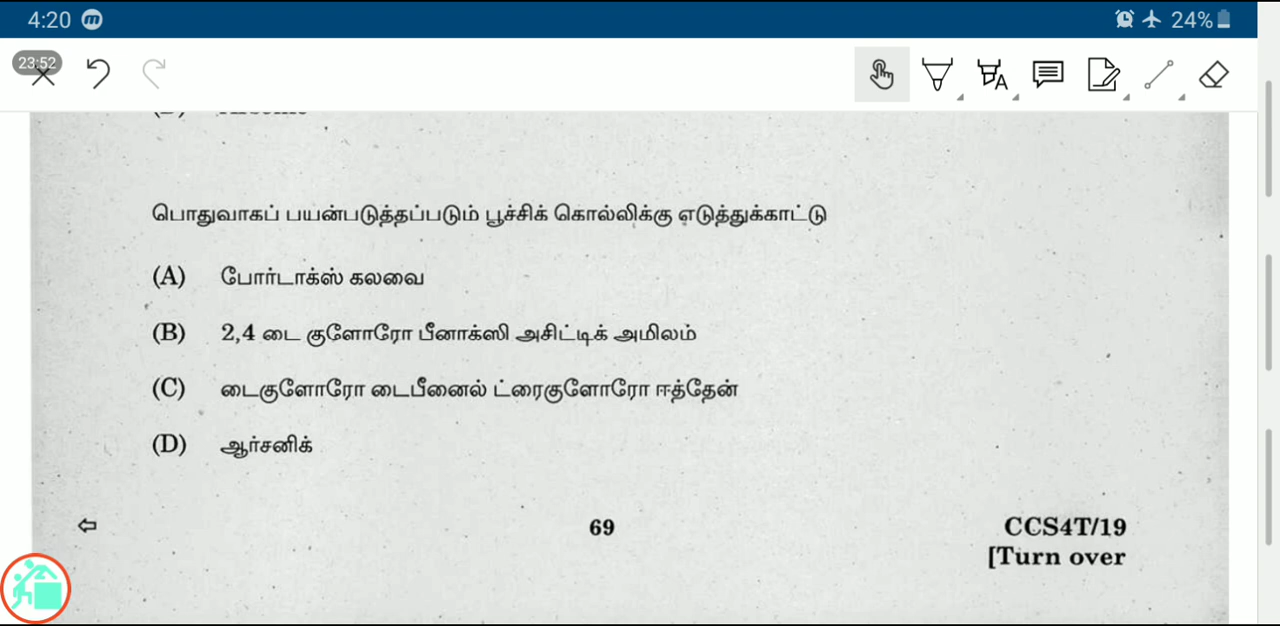 4:20
24%
23:52
பொதுவாகப் பயன்படுத்தப்படும் பூச்சிக் கொல்லிக்கு எடுத்துக்காட்டு
(A) போர்டாக்ஸ் கலவை
(B) 2,4 டை குளோரோ பீனாக்ஸி அசிட்டிக் அமிலம்
(C) டைகுளோரோ டைபீனைல் ட்ரைகுளோரோ ஈத்தேன்
(D) ஆர்சனிக்
⇦ 69 CCS4T/19
[Turn over